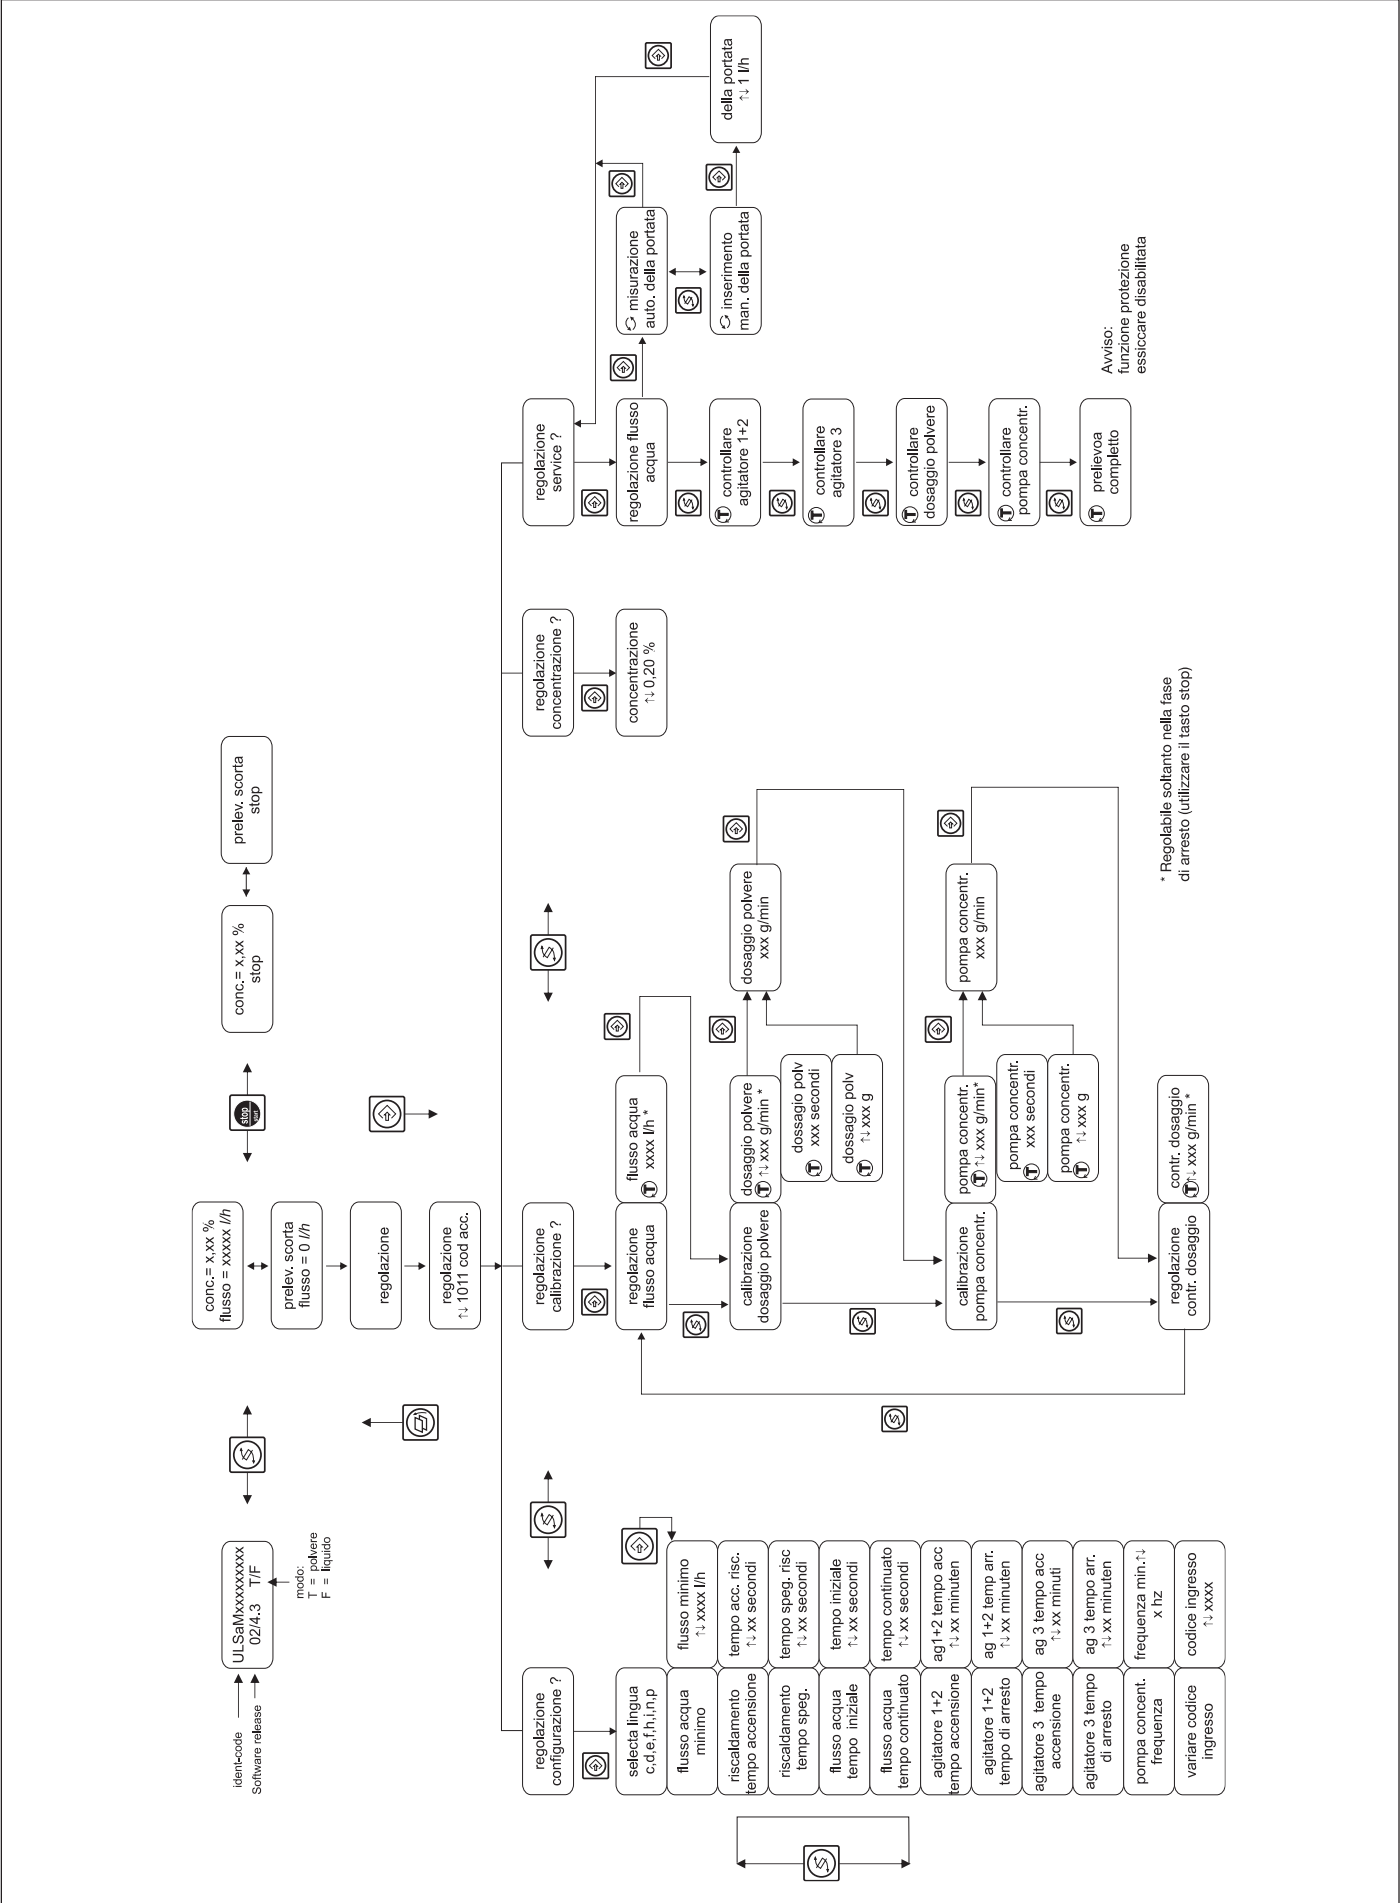 ident-code
Software release
ULSaMxxxxxxxxx
02/4.3 T/F
modo:
T = polvere
F = liquido
conc.= x,xx %
flusso = xxxxx l/h
prelev. scorta
flusso = 0 l/h
regolazione
regolazione
↑↓ 1011 cod acc.
stop
start
conc.= x,xx %
stop
prelev. scorta
stop
regolazione
configurazione ?
selecta lingua
c,d,e,f,h,i,n,p
flusso acqua
minimo
flusso minimo
↑↓ xxxx l/h
riscaldamento
tempo accensione
tempo acc. risc.
↑↓ xx secondi
riscaldamento
tempo speg.
tempo speg. risc
↑↓ xx secondi
flusso acqua
tempo iniziale
tempo iniziale
↑↓ xx secondi
flusso acqua
tempo continuato
tempo continuato
↑↓ xx secondi
agitatore 1+2
tempo accensione
ag1+2 tempo acc
↑↓ xx minuten
agitatore 1+2
tempo di arresto
ag 1+2 temp arr.
↑↓ xx minuten
agitatore 3 tempo
accensione
ag 3 tempo acc
↑↓ xx minuti
agitatore 3 tempo
di arresto
ag 3 tempo arr.
↑↓ xx minuten
pompa concent.
frequenza
frequenza min.↑↓
x hz
variare codice
ingresso
codice ingresso
↑↓ xxxx
regolazione
calibrazione ?
regolazione
flusso acqua
flusso acqua
T xxxx l/h *
calibrazione
dosaggio polvere
dosaggio polvere
T ↑↓ xxx g/min *
dossagio polv
T xxx secondi
dossagio polv
T ↑↓ xxx g
dosaggio polvere
xxx g/min
calibrazione
pompa concentr.
pompa concentr.
T ↑↓ xxx g/min*
pompa concentr.
T xxx secondi
pompa concentr.
T ↑↓ xxx g
pompa concentr.
xxx g/min
regolazione
contr. dosaggio
contr. dosaggio
T ↑↓ xxx g/min *
* Regolabile soltanto nella fase
di arresto (utilizzare il tasto stop)
regolazione
concentrazione ?
concentrazione
↑↓ 0,20 %
regolazione
service ?
regolazione flusso
acqua
T controllare
agitatore 1+2
T controllare
agitatore 3
T controllare
dosaggio polvere
T controllare
pompa concentr.
T prelievoa
completto
misurazione
auto. della portata
inserimento
man. della portata
della portata
↑↓ 1 l/h
Avviso:
funzione protezione
essiccare disabilitata